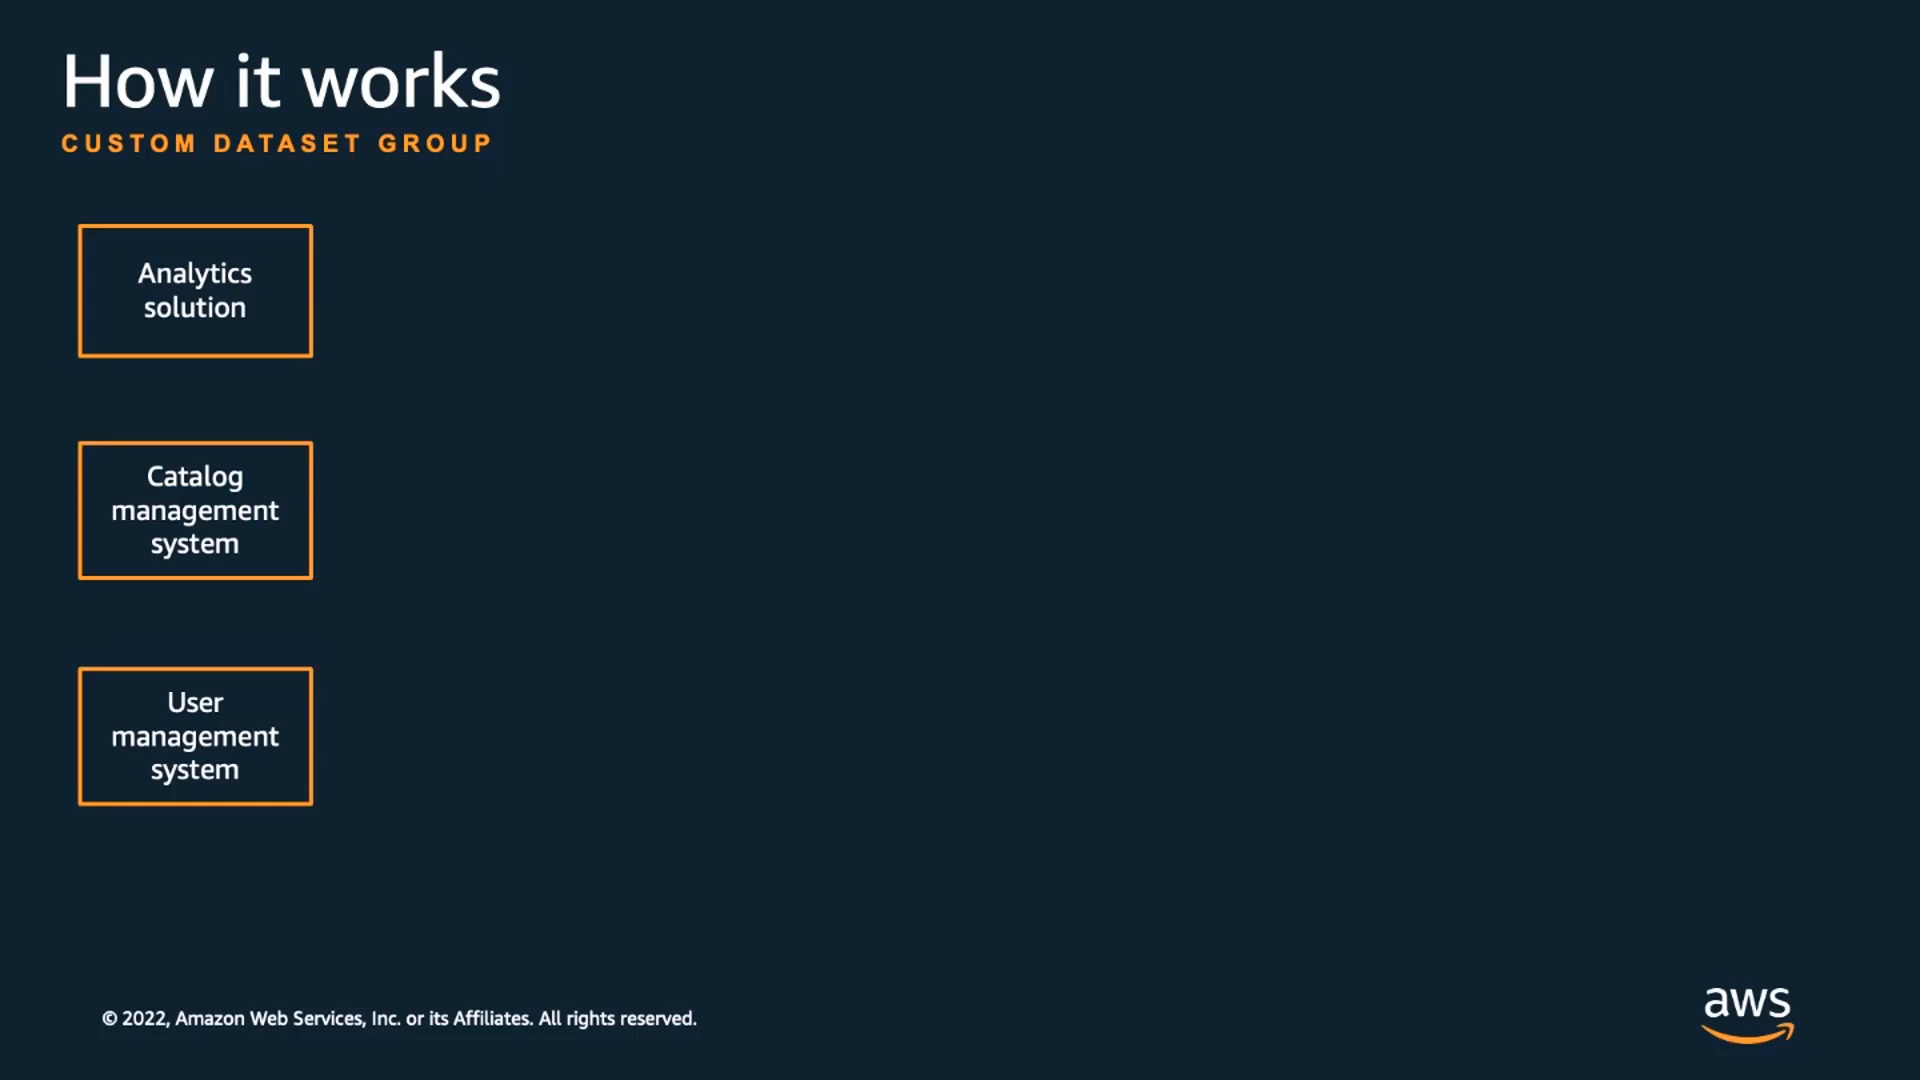 How it works
CUSTOM DATASET GROUP
Analytics
solution
Catalog
management
system
User
management
system
© 2022, Amazon Web Services, Inc. or its Affiliates. All rights reserved.
aws